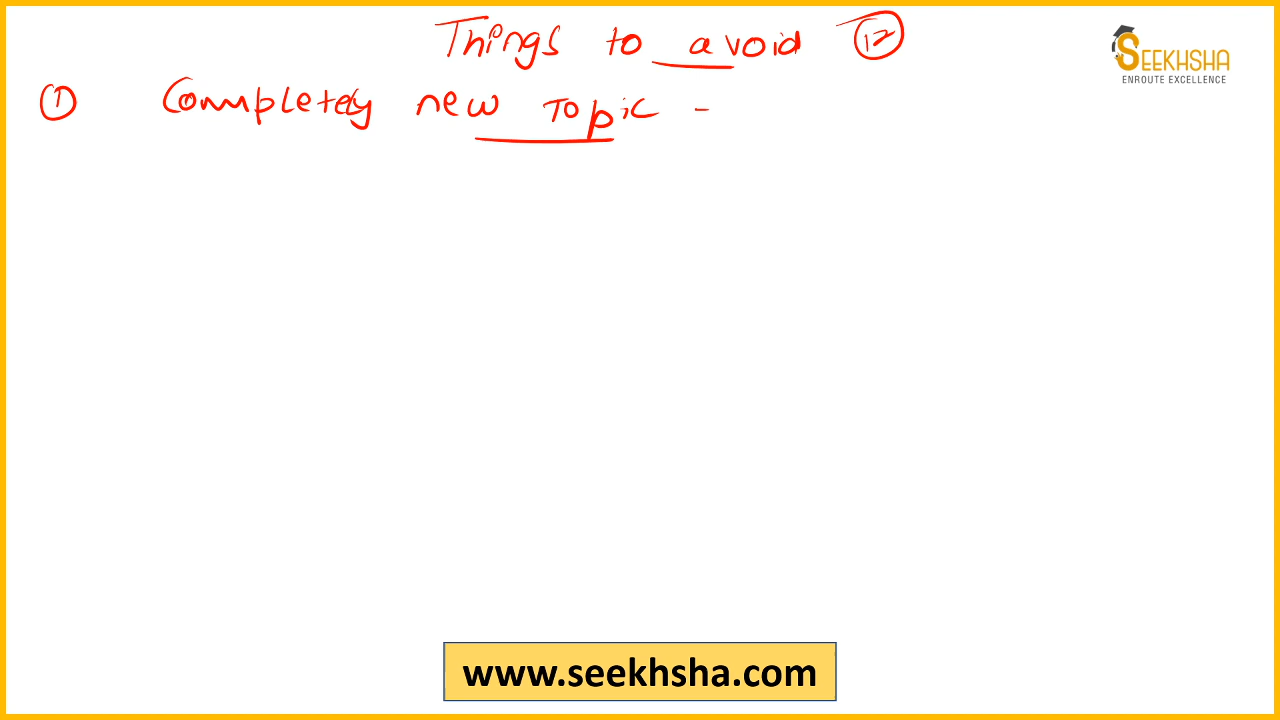 Things to avoid 12
SEEKHSHA
ENROUTE EXCELLENCE
1 Completely new Topic -
www.seekhsha.com